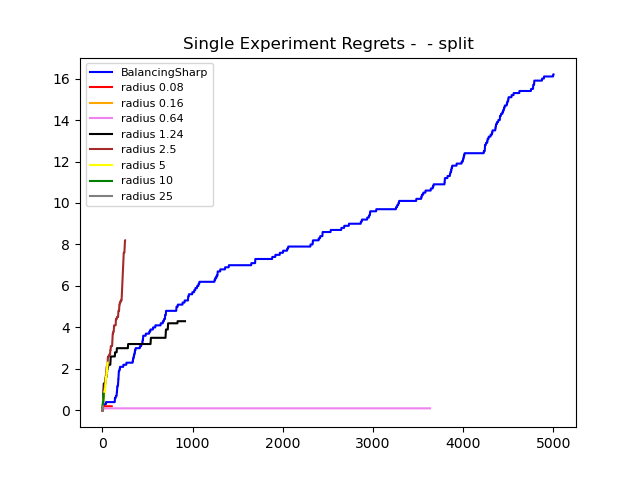 Single Experiment Regrets -  - split
16
14
12
10
8
6
4
2
0
BalancingSharp
radius 0.08
radius 0.16
radius 0.64
radius 1.24
radius 2.5
radius 5
radius 10
radius 25
0 1000 2000 3000 4000 5000